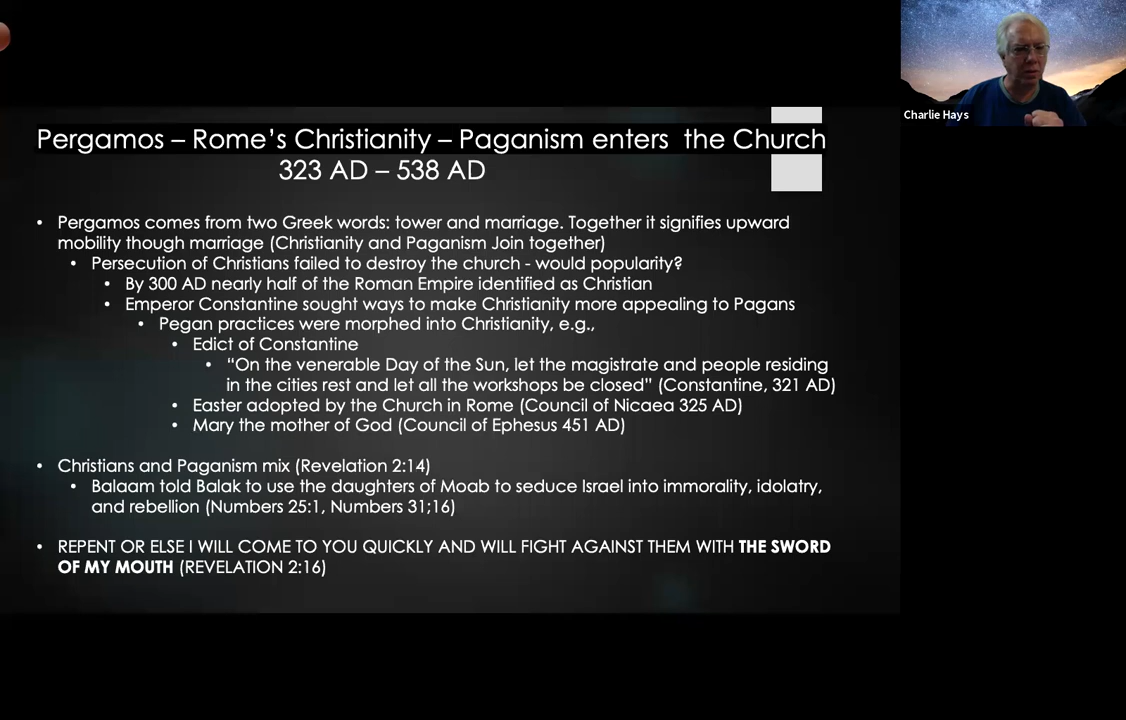 Charlie Hays
Pergamos – Rome's Christianity – Paganism enters the Church
323 AD – 538 AD
• Pergamos comes from two Greek words: tower and marriage. Together it signifies upward
mobility though marriage (Christianity and Paganism Join together)
• Persecution of Christians failed to destroy the church - would popularity?
• By 300 AD nearly half of the Roman Empire identified as Christian
• Emperor Constantine sought ways to make Christianity more appealing to Pagans
• Pegan practices were morphed into Christianity, e.g.,
• Edict of Constantine
• “On the venerable Day of the Sun, let the magistrate and people residing
in the cities rest and let all the workshops be closed” (Constantine, 321 AD)
• Easter adopted by the Church in Rome (Council of Nicaea 325 AD)
• Mary the mother of God (Council of Ephesus 451 AD)
• Christians and Paganism mix (Revelation 2:14)
• Balaam told Balak to use the daughters of Moab to seduce Israel into immorality, idolatry,
and rebellion (Numbers 25:1, Numbers 31;16)
• REPENT OR ELSE I WILL COME TO YOU QUICKLY AND WILL FIGHT AGAINST THEM WITH THE SWORD
OF MY MOUTH (REVELATION 2:16)